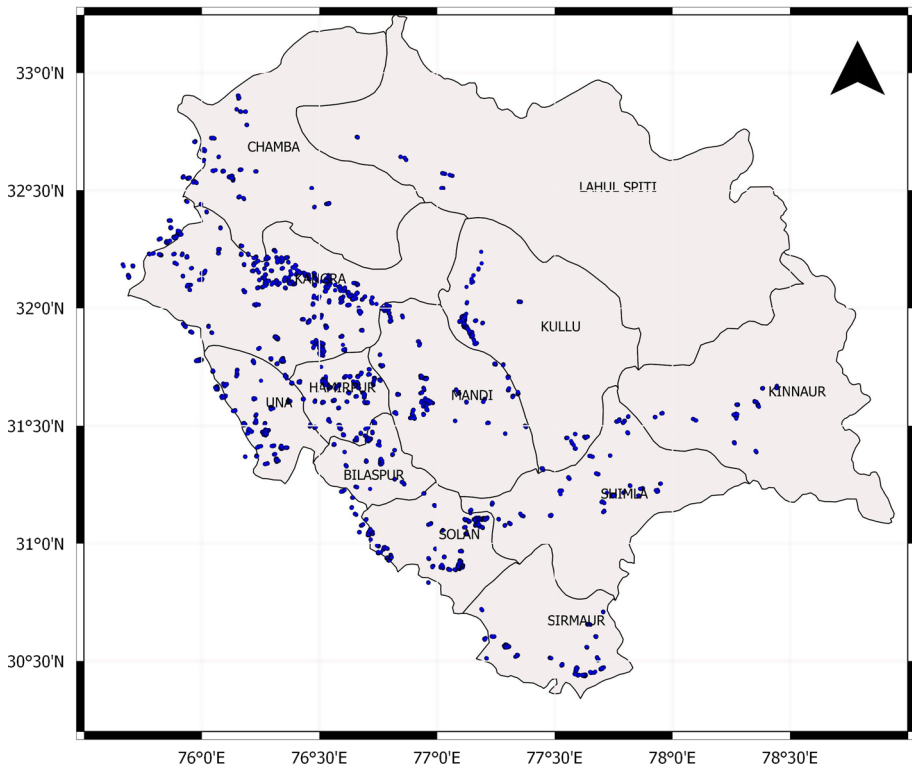 33°0'N
CHAMBA
32°30'N
LAHUL SPITI
KANGRA
32°0'N
KULLU
HAMIRPUR
MANDI
KINNAUR
UNA
31°30'N
BILASPUR
SHIMLA
SOLAN
31°0'N
SIRMAUR
30°30'N
76°0'E 76°30'E 77°0'E 77°30'E 78°0'E 78°30'E